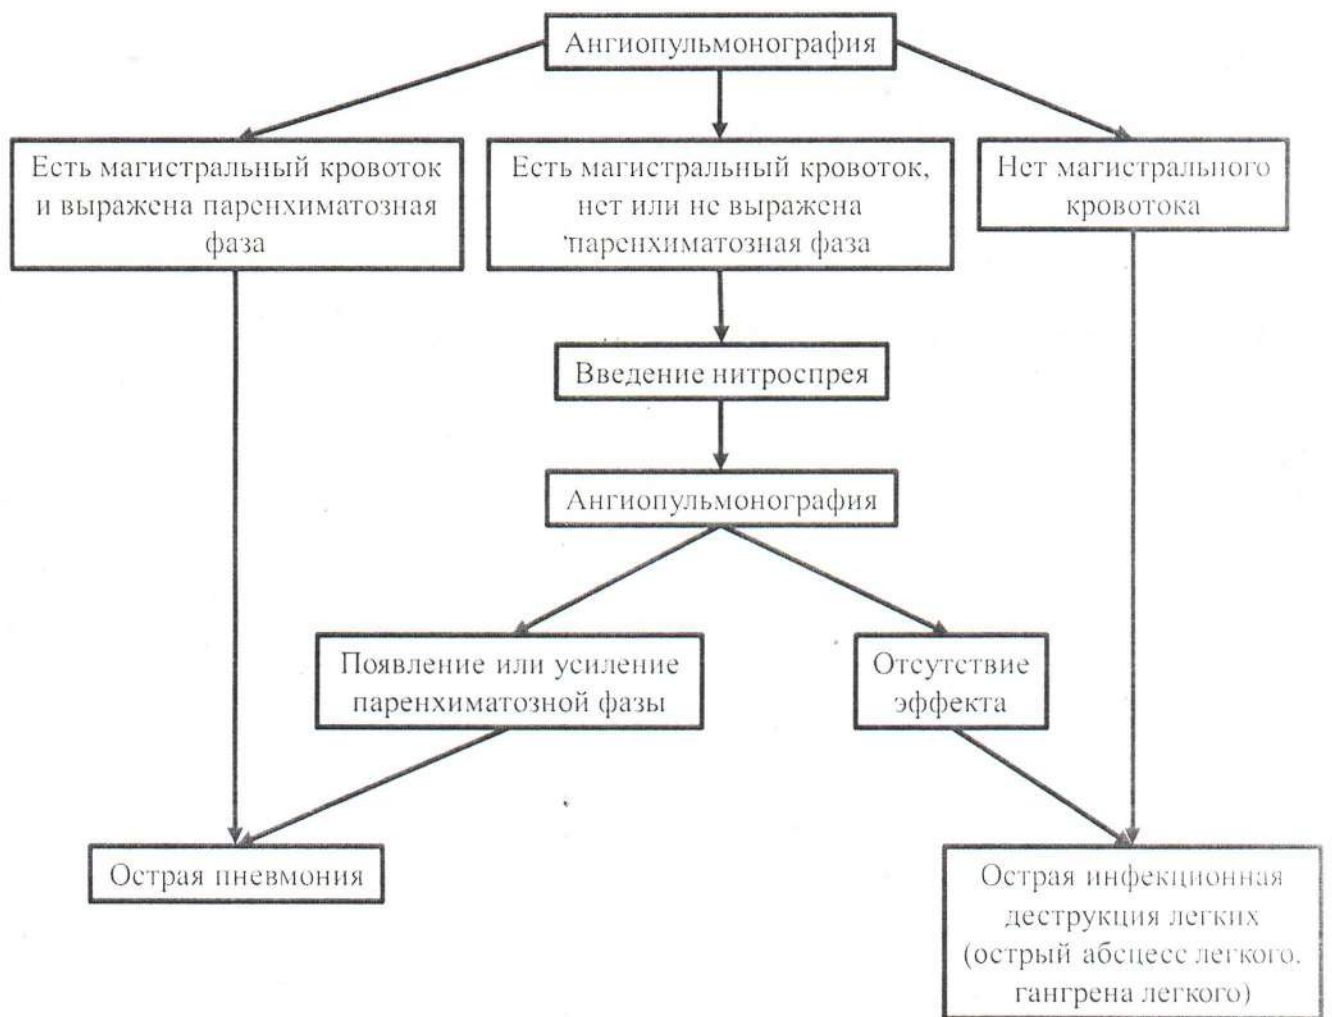 Ангиопульмонография
Есть магистральный кровоток
и выражена паренхиматозная
фаза
Есть магистральный кровоток,
нет или не выражена
паренхиматозная фаза
Нет магистрального
кровотока
Введение нитроспрея
Ангиопульмонография
Появление или усиление
паренхиматозной фазы
Отсутствие
эффекта
Острая пневмония
Острая инфекционная
деструкция легких
(острый абсцесс легкого.
гангрена легкого)